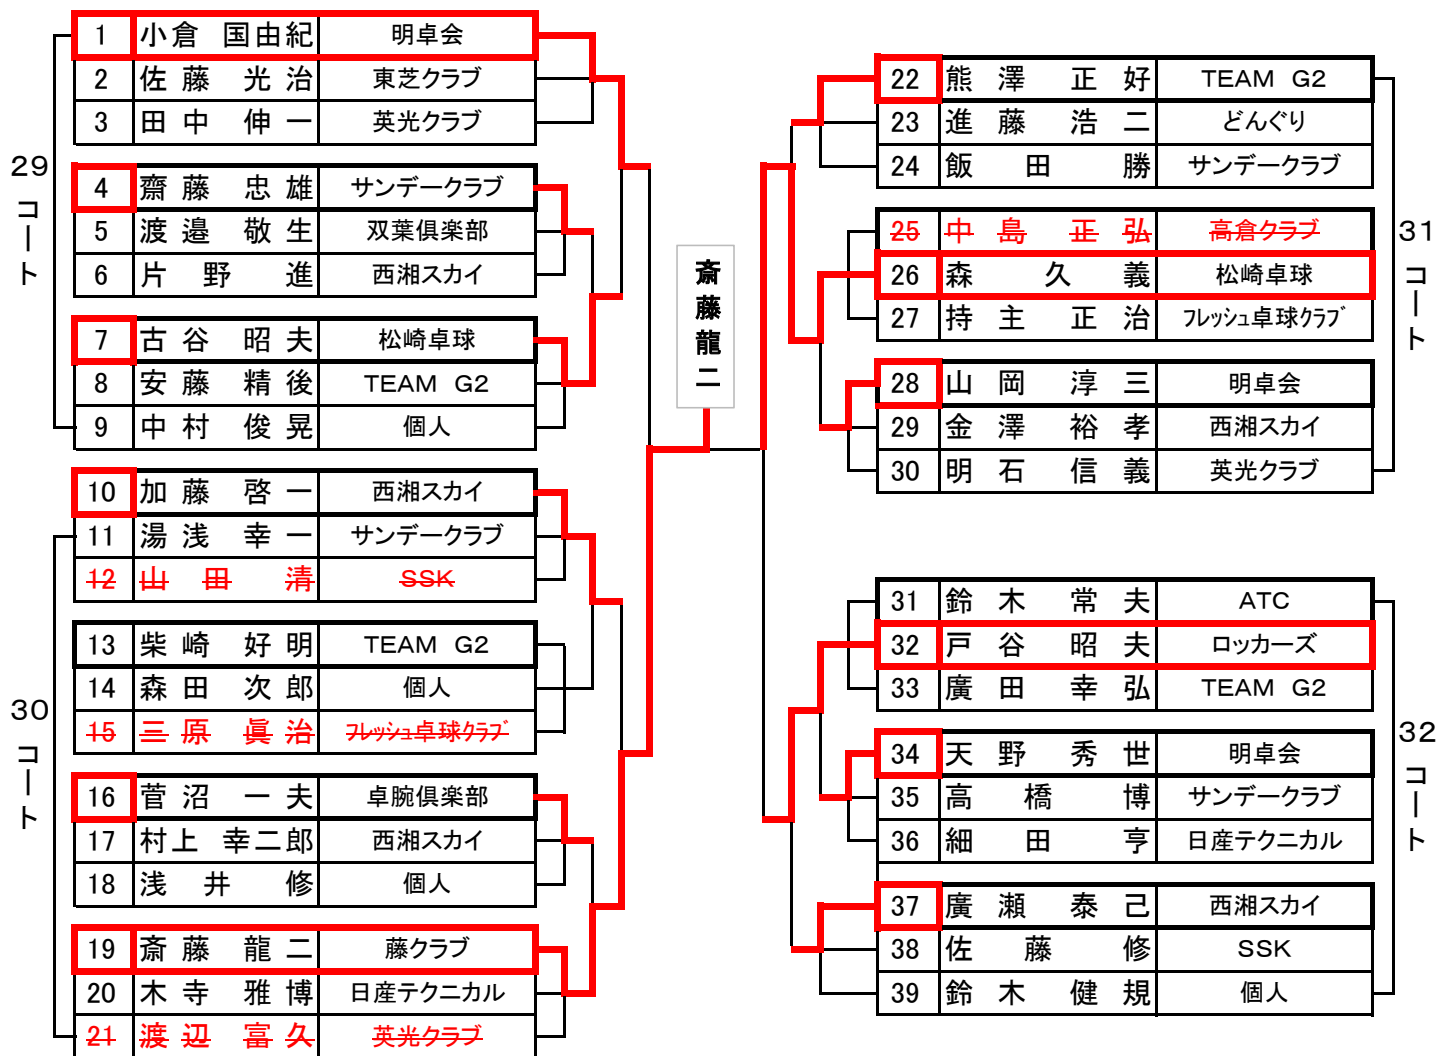 29コート
1 小倉 国由紀 明卓会
2 佐藤 光治 東芝クラブ
3 田中 伸一 英光クラブ
4 齋藤 忠雄 サンデークラブ
5 渡邉 敬生 双葉倶楽部
6 片野 進 西湘スカイ
7 古谷 昭夫 松崎卓球
8 安藤 精後 TEAM G2
9 中村 俊晃 個人
30コート
10 加藤 啓一 西湘スカイ
11 湯浅 幸一 サンデークラブ
12 山田 清 SSK
13 柴崎 好明 TEAM G2
14 森田 次郎 個人
15 三原 眞治 フレッシュ卓球クラブ
16 菅沼 一夫 卓腕倶楽部
17 村上 幸二郎 西湘スカイ
18 浅井 修 個人
19 斎藤 龍二 藤クラブ
20 木寺 雅博 日産テクニカル
21 渡辺 富久 英光クラブ
斎藤龍二
31コート
22 熊澤 正好 TEAM G2
23 進藤 浩二 どんぐり
24 飯田 勝 サンデークラブ
25 中島 正弘 高倉クラブ
26 森 久義 松崎卓球
27 持主 正治 フレッシュ卓球クラブ
28 山岡 淳三 明卓会
29 金澤 裕孝 西湘スカイ
30 明石 信義 英光クラブ
32コート
31 鈴木 常夫 ATC
32 戸谷 昭夫 ロッカーズ
33 廣田 幸弘 TEAM G2
34 天野 秀世 明卓会
35 高橋 博 サンデークラブ
36 細田 亨 日産テクニカル
37 廣瀬 泰己 西湘スカイ
38 佐藤 修 SSK
39 鈴木 健規 個人